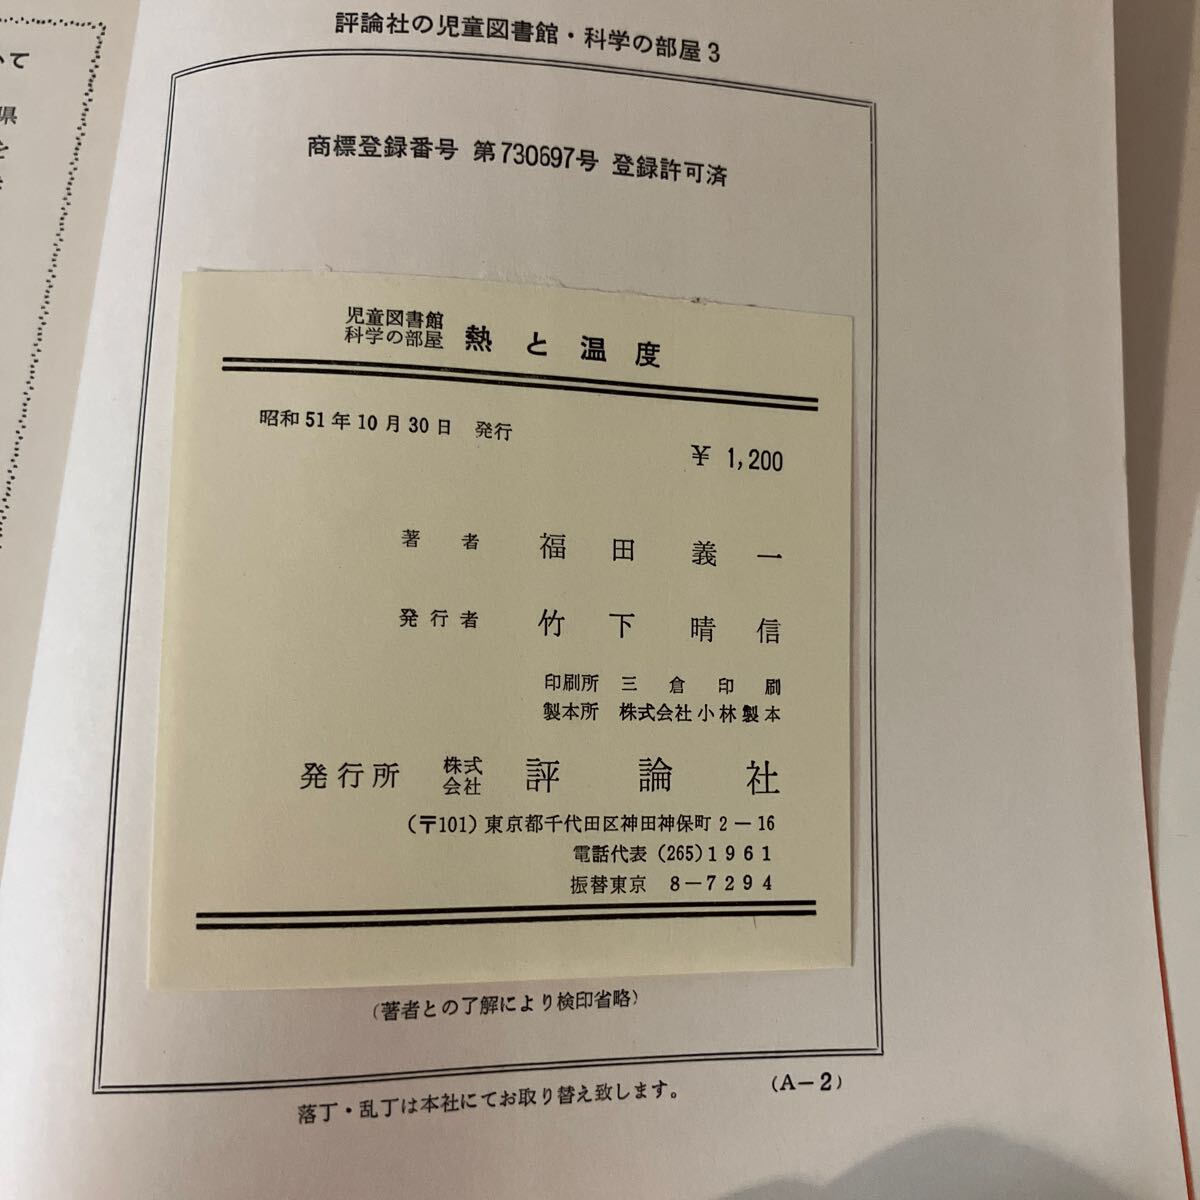 評論社の児童図書館・科学の部屋3
商標登録番号 第730697号 登録許可済
児童図書館
科学の部屋 熱と温度
昭和51年10月30日 発行
¥ 1,200
著者 福田義一
発行者 竹下晴信
印刷所 三倉印刷
製本所 株式会社小林製本
発行所 株式会社 評論社
(〒101) 東京都千代田区神田神保町2-16
電話代表 (265) 1961
振替東京 8-7294
(著者との了解により検印省略)
(A-2)
落丁・乱丁は本社にてお取り替え致します。